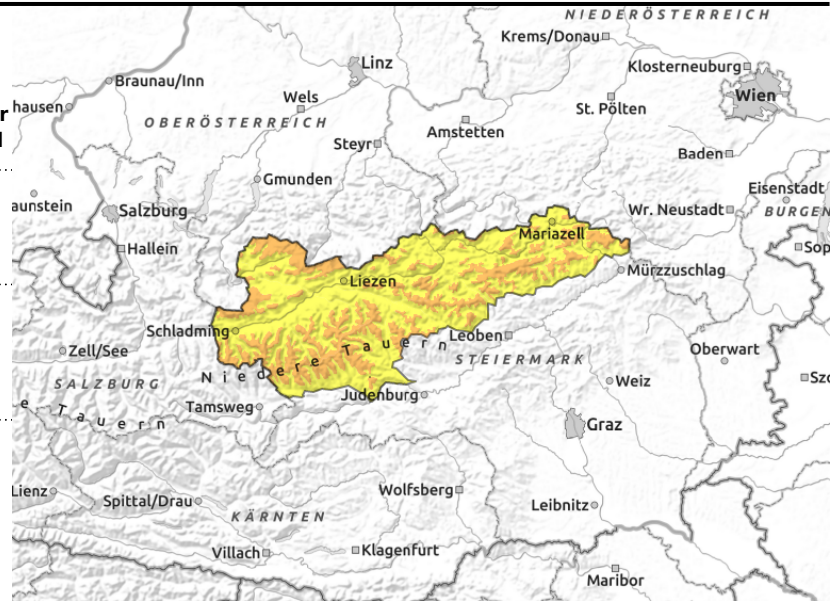 NIEDERÖSTERREICH
Krems/Donau
Linz
Klosterneuburg
Braunau/Inn
Wien
Wels
hausen
r
St. Pölten
OBERÖSTERREICH
Amstetten
Steyr
Baden
Gmunden
Eisenstadt
aunstein
Salzburg
Wr. Neustadt
BURGEN
Mariazell
Hallein
Sop
Mürzzuschlag
Liezen
Schladming
Leoben
Zell/See
Niedere Tauern
STEIERMARK
Oberwart
SALZBURG
Weiz
Szo
Judenburg
Tamsweg
e Tauern
Graz
Lienz
Wolfsberg
Spittal/Drau
Leibnitz
KÄRNTEN
Villach
Klagenfurt
Maribor